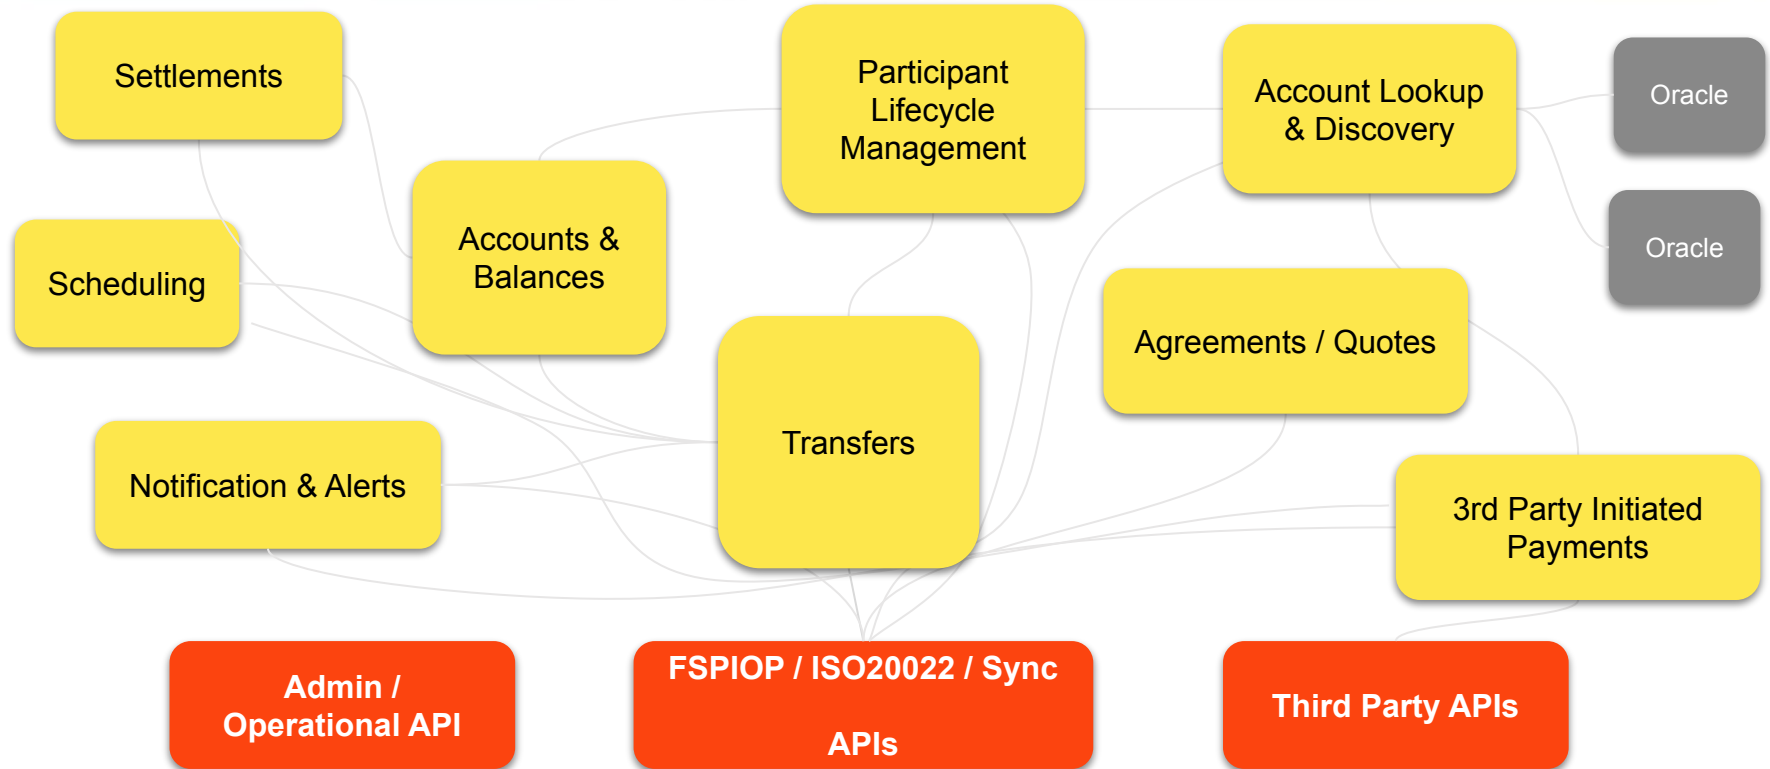 Settlements
Participant
Lifecycle
Management
Account Lookup
& Discovery
Oracle
Oracle
Scheduling
Accounts &
Balances
Agreements / Quotes
Transfers
Notification & Alerts
3rd Party Initiated
Payments
Admin /
Operational API
FSPIOP / ISO20022 / Sync
APIs
Third Party APIs